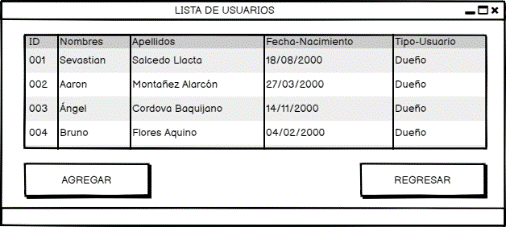 LISTA DE USUARIOS
ID Nombres Apellidos Fecha-Nacimiento Tipo-Usuario
001 Sevastian Salcedo Llacta 18/08/2000 Dueño
002 Aaron Montañez Alarcón 27/03/2000 Dueño
003 Ángel Cordova Baquijano 14/11/2000 Dueño
004 Bruno Flores Aquino 04/02/2000 Dueño
AGREGAR REGRESAR